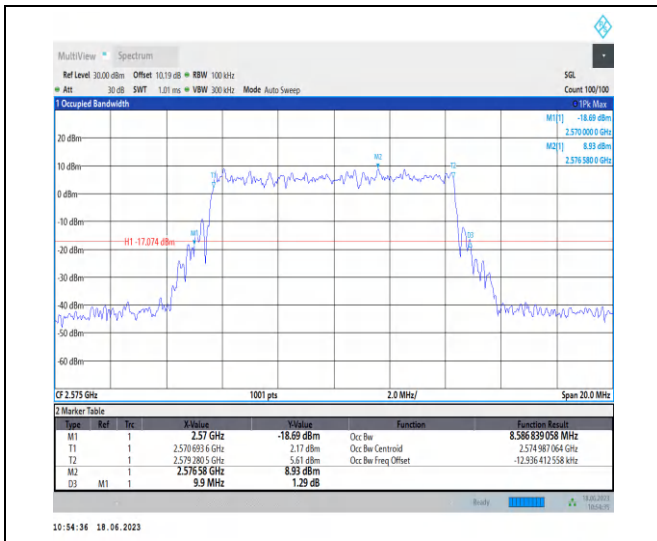 MultiView Spectrum
Ref Level 30.00 dBm Offset 10.19 dB RBW 100 kHz SGL
Att 30 dB SWT 1.01 ms VBW 300 kHz Mode Auto Sweep Count 100/100
1 Occupied Bandwidth 1Pk Max
M1[1] -18.69 dBm
2.570 000 0 GHz
M2[1] 8.93 dBm
2.576 580 0 GHz
20 dBm
M2
T1
T2
10 dBm
0 dBm
-10 dBm
M1
D3
H1 -17.074 dBm
-20 dBm
-30 dBm
-40 dBm
-50 dBm
-60 dBm
CF 2.575 GHz 1001 pts 2.0 MHz/ Span 20.0 MHz
2 Marker Table
Type Ref Trc X-Value Y-Value Function Function Result
M1 1 2.57 GHz -18.69 dBm Occ Bw 8.586 839 058 MHz
T1 1 2.570 693 6 GHz 2.17 dBm Occ Bw Centroid 2.574 987 064 GHz
T2 1 2.579 280 5 GHz 5.61 dBm Occ Bw Freq Offset -12.936 412 558 kHz
M2 1 2.576 58 GHz 8.93 dBm
D3 M1 1 9.9 MHz 1.29 dB
Ready 18.06.2023
10:54:35
10:54:36 18.06.2023